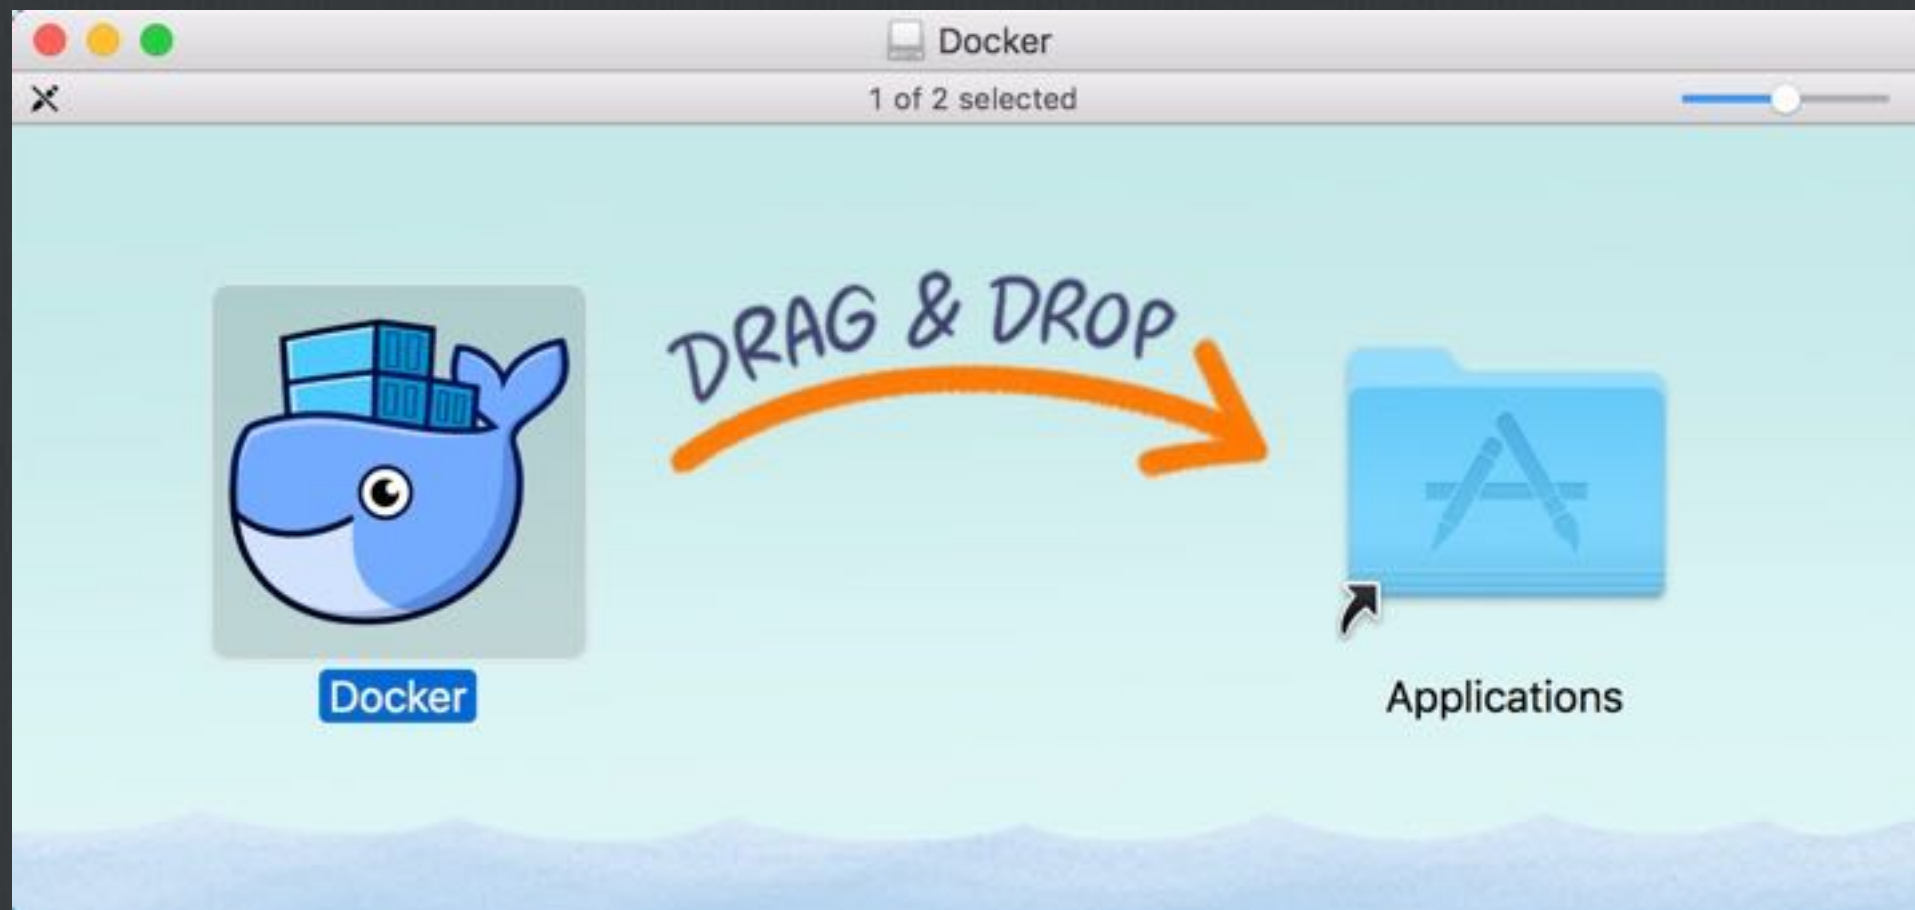 Docker
1 of 2 selected
DRAG & DROP
Docker
Applications